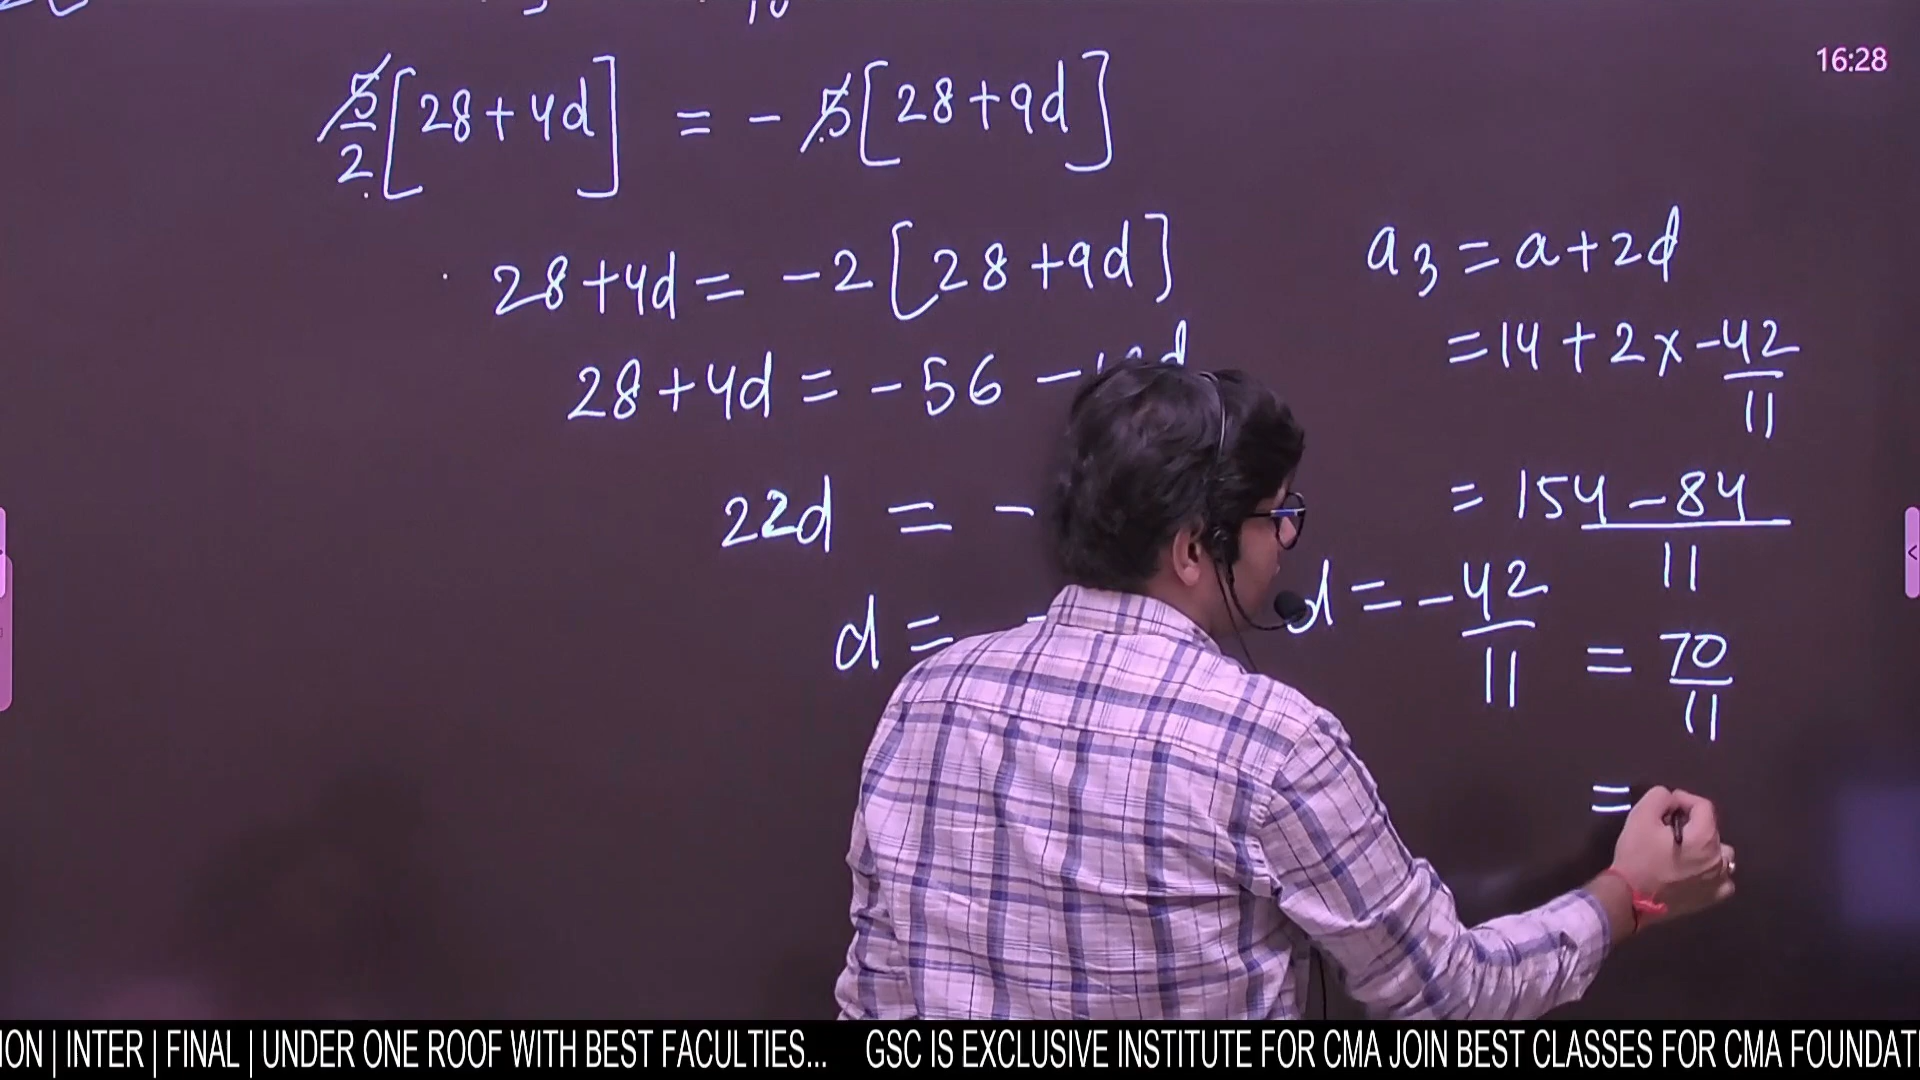 16:28
5/2 [28+4d] = -5 [28+9d]
28+4d = -2 [28+9d]
28+4d = -56 -
22d = -
d = -
a3 = a+2d
= 14 + 2 x -42/11
= 154 - 84 / 11
d = -42/11
= 70/11
=
ION | INTER | FINAL | UNDER ONE ROOF WITH BEST FACULTIES... GSC IS EXCLUSIVE INSTITUTE FOR CMA JOIN BEST CLASSES FOR CMA FOUNDATI